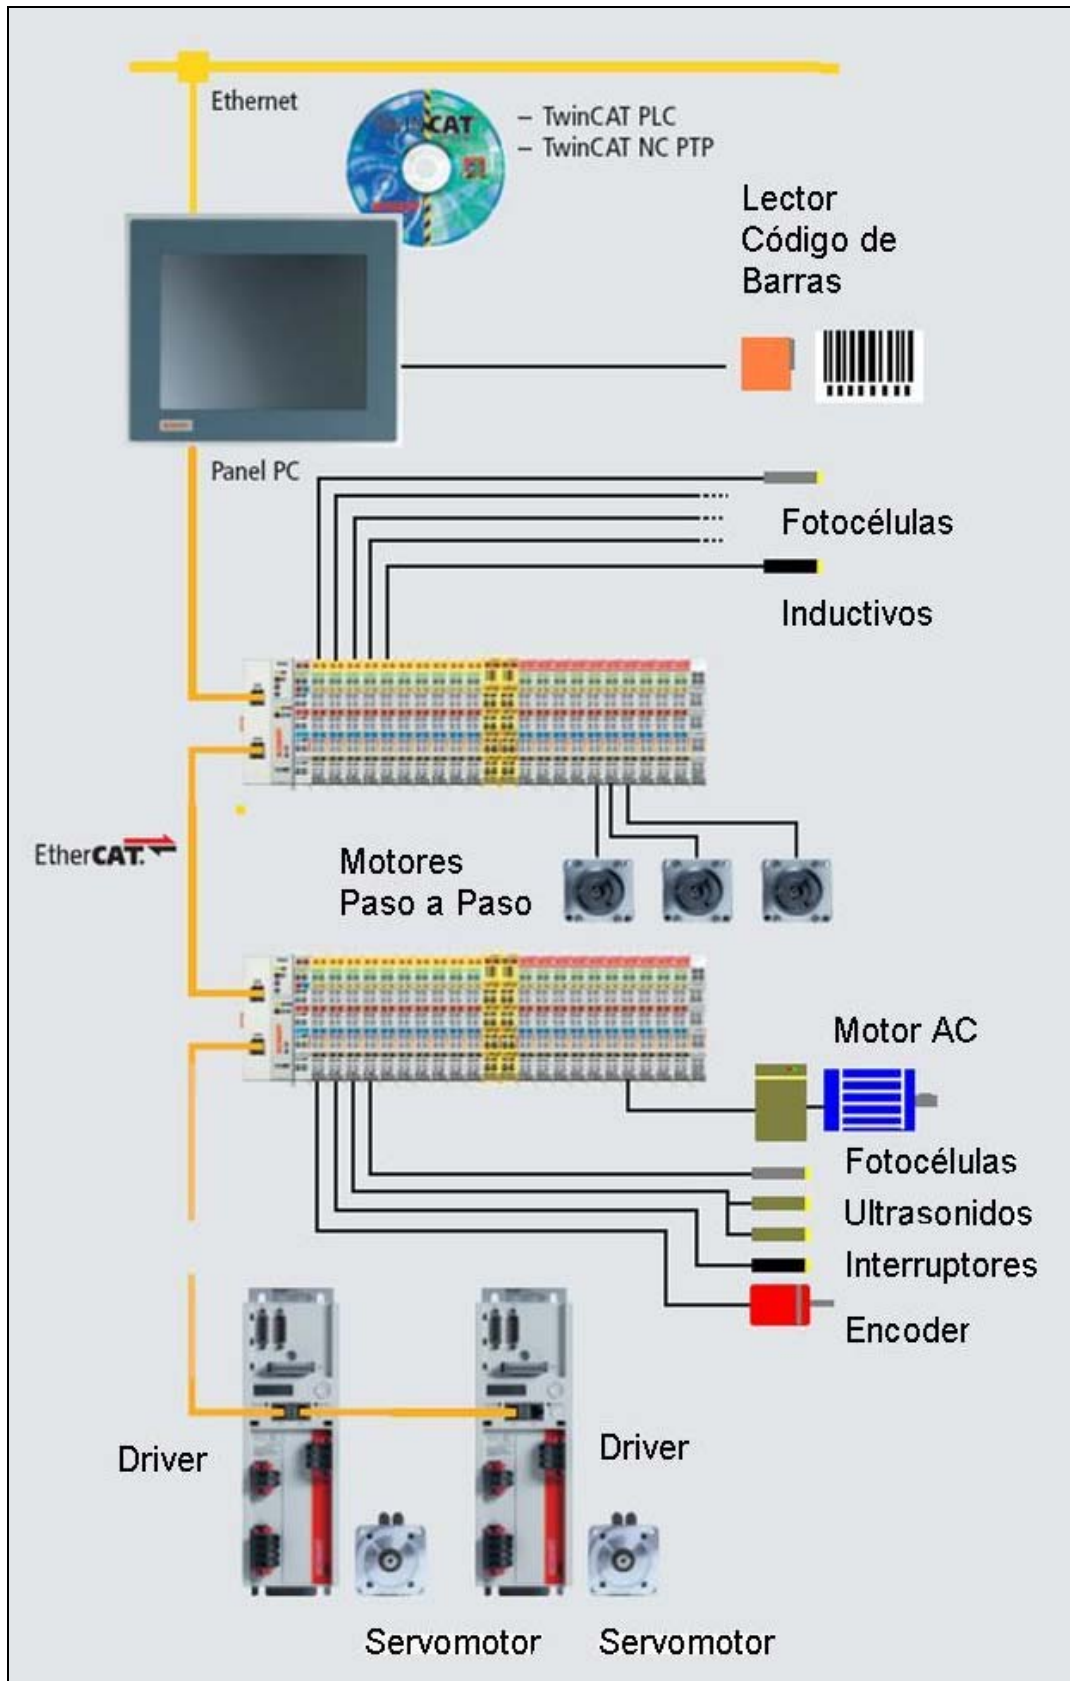 Ethernet
TwinCAT
– TwinCAT PLC
– TwinCAT NC PTP
Lector
Código de
Barras
Panel PC
Fotocélulas
Inductivos
EtherCAT
Motores
Paso a Paso
Motor AC
Fotocélulas
Ultrasonidos
Interruptores
Encoder
Driver
Driver
Servomotor
Servomotor